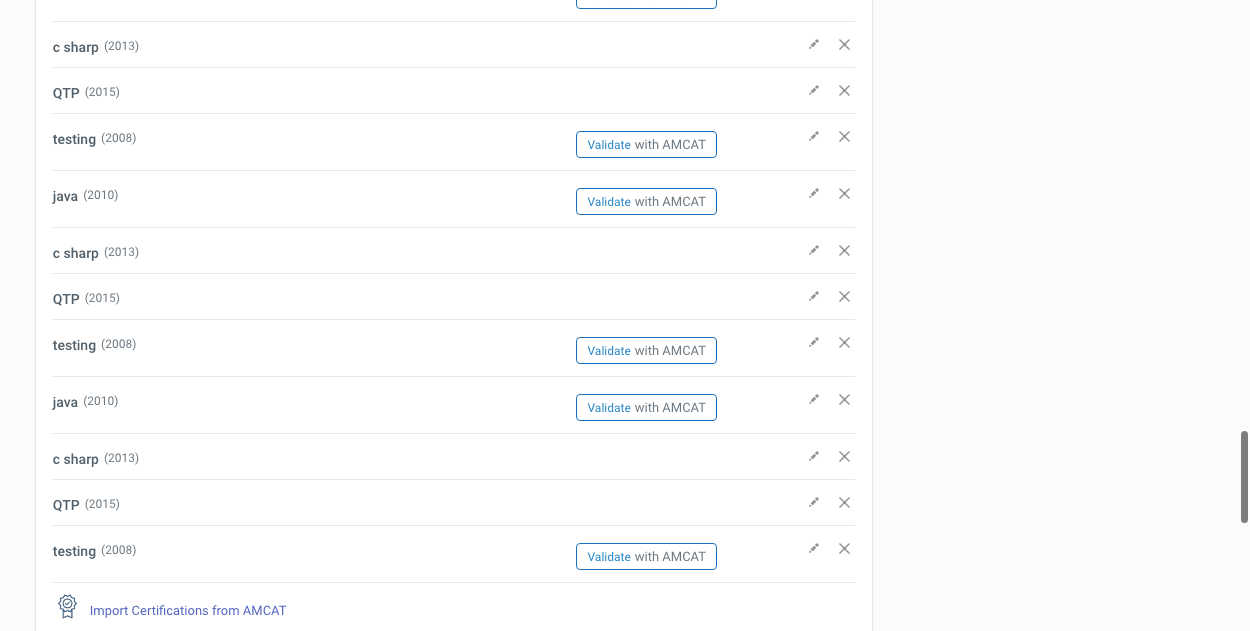 c sharp (2013)
QTP (2015)
testing (2008) Validate with AMCAT
java (2010) Validate with AMCAT
c sharp (2013)
QTP (2015)
testing (2008) Validate with AMCAT
java (2010) Validate with AMCAT
c sharp (2013)
QTP (2015)
testing (2008) Validate with AMCAT
Import Certifications from AMCAT